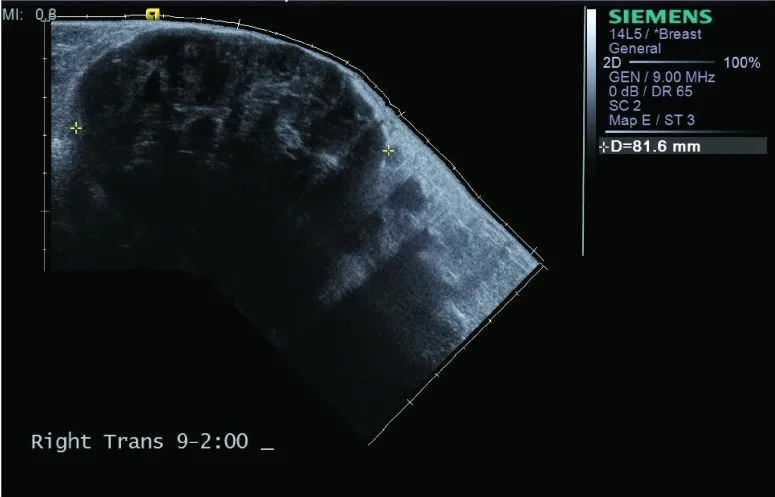 MI: 0.8
SIEMENS
14L5 / *Breast
General
2D 100%
GEN / 9.00 MHz
0 dB / DR 65
SC 2
Map E / ST 3
D=81.6 mm
Right Trans 9-2:00 _